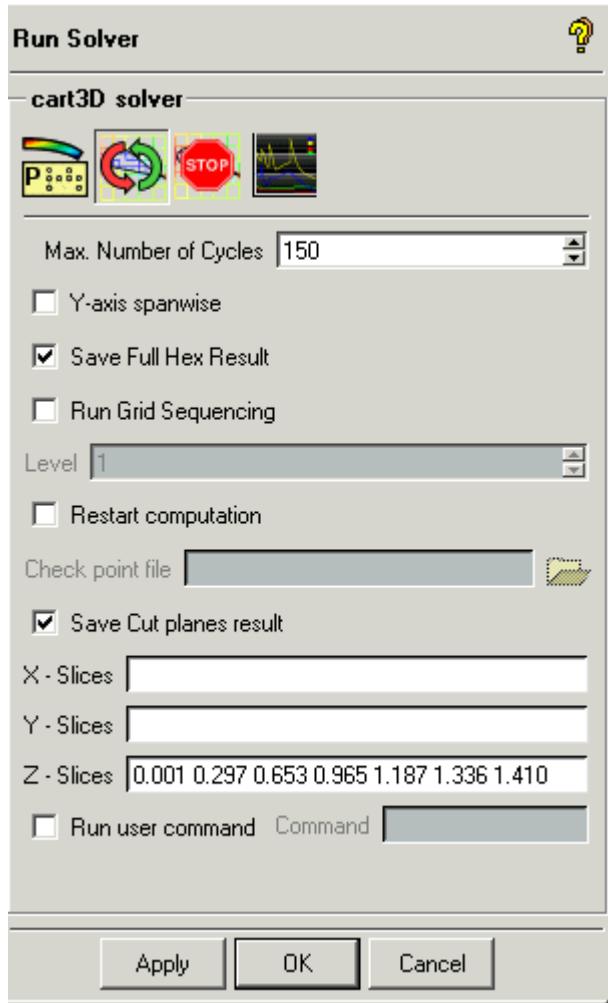 Run Solver
cart3D solver
P
STOP
Max. Number of Cycles 150
Y-axis spanwise
Save Full Hex Result
Run Grid Sequencing
Level 1
Restart computation
Check point file
Save Cut planes result
X - Slices
Y - Slices
Z - Slices 0.001 0.297 0.653 0.965 1.187 1.336 1.410
Run user command Command
Apply OK Cancel